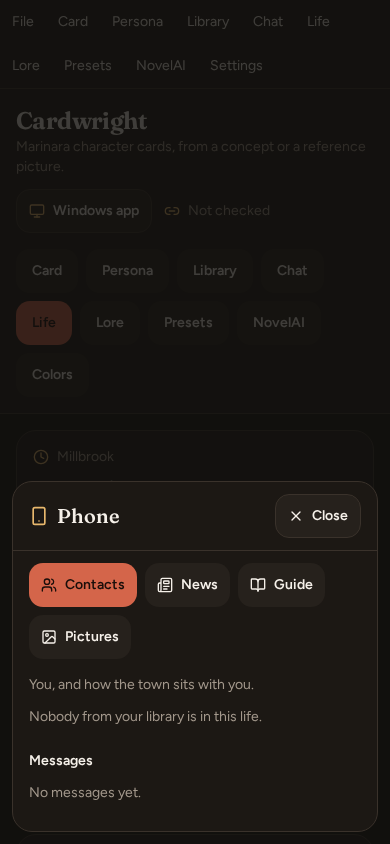 File Card Persona Library Chat Life
Lore Presets NovelAI Settings
Cardwright
Marinara character cards, from a concept or a reference
picture.
Windows app Not checked
Card Persona Library Chat
Life Lore Presets NovelAI
Colors
Millbrook
Phone Close
Contacts News Guide
Pictures
You, and how the town sits with you.
Nobody from your library is in this life.
Messages
No messages yet.